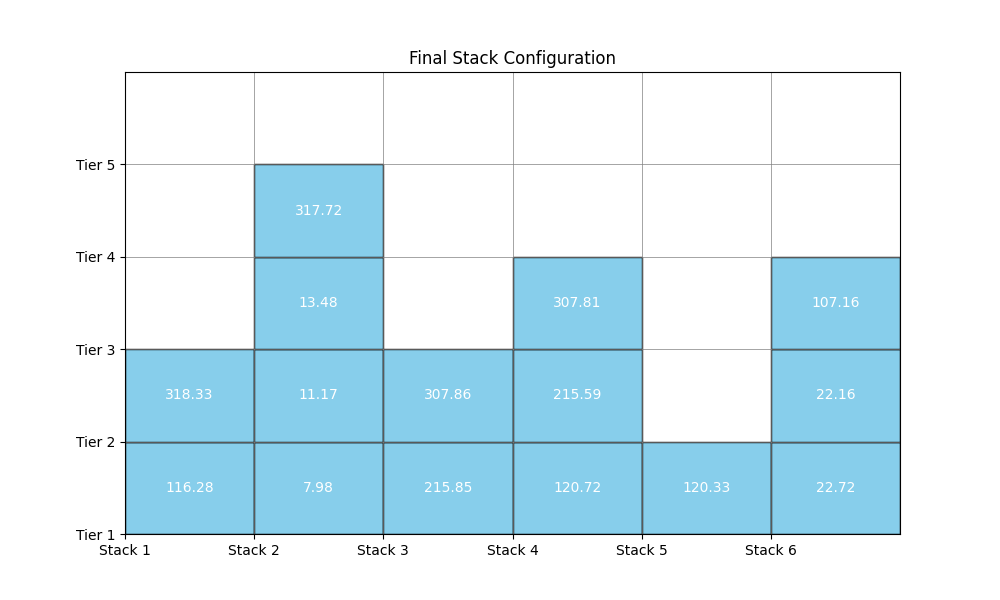 Final Stack Configuration
Tier 5
317.72
Tier 4
13.48 307.81 107.16
Tier 3
318.33 11.17 307.86 215.59 22.16
Tier 2
116.28 7.98 215.85 120.72 120.33 22.72
Tier 1
Stack 1 Stack 2 Stack 3 Stack 4 Stack 5 Stack 6